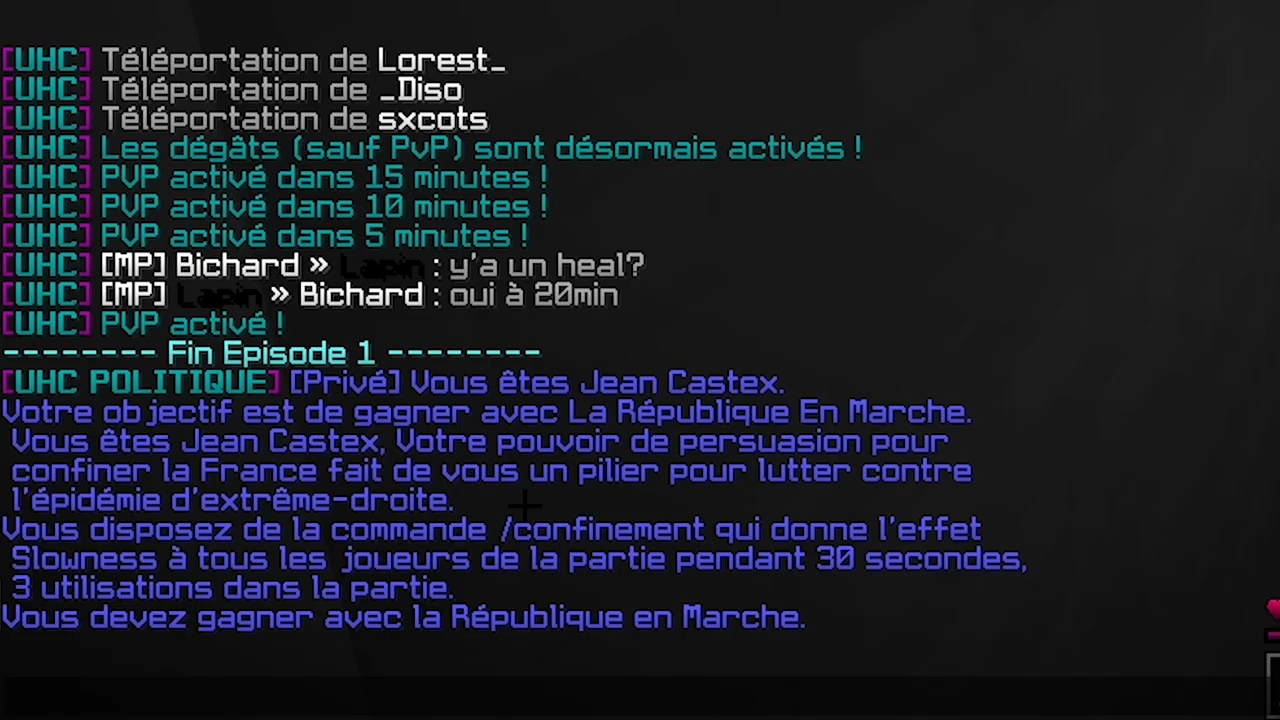 [UHC] Téléportation de Lorest_
[UHC] Téléportation de _Diso
[UHC] Téléportation de sxcots
[UHC] Les dégâts (sauf PvP) sont désormais activés !
[UHC] PVP activé dans 15 minutes !
[UHC] PVP activé dans 10 minutes !
[UHC] PVP activé dans 5 minutes !
[UHC] [MP] Bichard » Lapin : y'a un heal?
[UHC] [MP] Lapin » Bichard : oui à 20min
[UHC] PVP activé !
-------- Fin Episode 1 --------
[UHC POLITIQUE] [Privé] Vous êtes Jean Castex.
Votre objectif est de gagner avec La République En Marche.
Vous êtes Jean Castex, Votre pouvoir de persuasion pour
confiner la France fait de vous un pilier pour lutter contre
l'épidémie d'extrême-droite.
Vous disposez de la commande /confinement qui donne l'effet
Slowness à tous les joueurs de la partie pendant 30 secondes,
3 utilisations dans la partie.
Vous devez gagner avec la République en Marche.